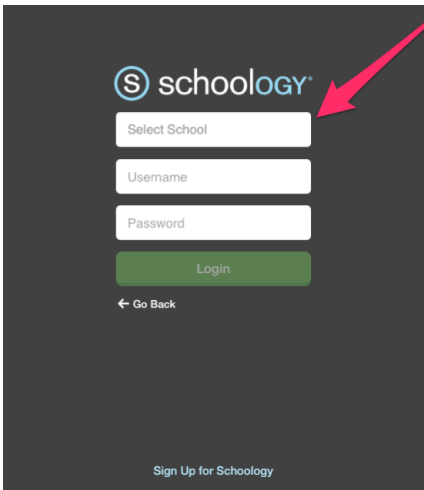 S schoology®
Select School
Username
Password
Login
← Go Back
Sign Up for Schoology